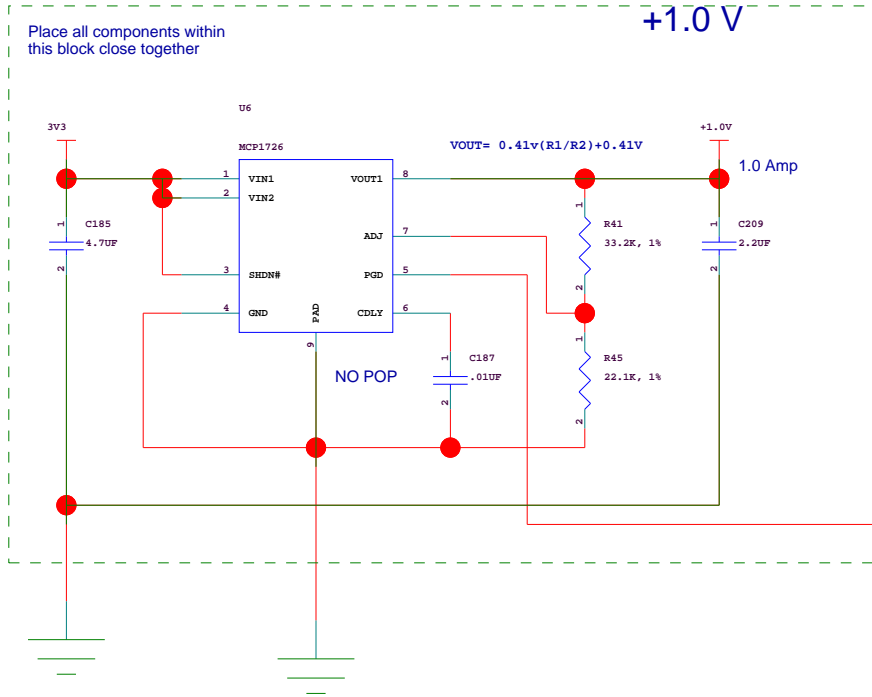 +1.0 V
Place all components within
this block close together
U6
3V3
MCP1726
VOUT= 0.41v(R1/R2)+0.41V
+1.0V
1.0 Amp
1 VIN1 VOUT1 8
2 VIN2
1
C185
4.7UF
2
ADJ 7
1
R41
33.2K, 1%
2
1
C209
2.2UF
2
3 SHDN# PGD 5
4 GND PAD CDLY 6
9
NO POP
1
C187
.01UF
2
1
R45
22.1K, 1%
2